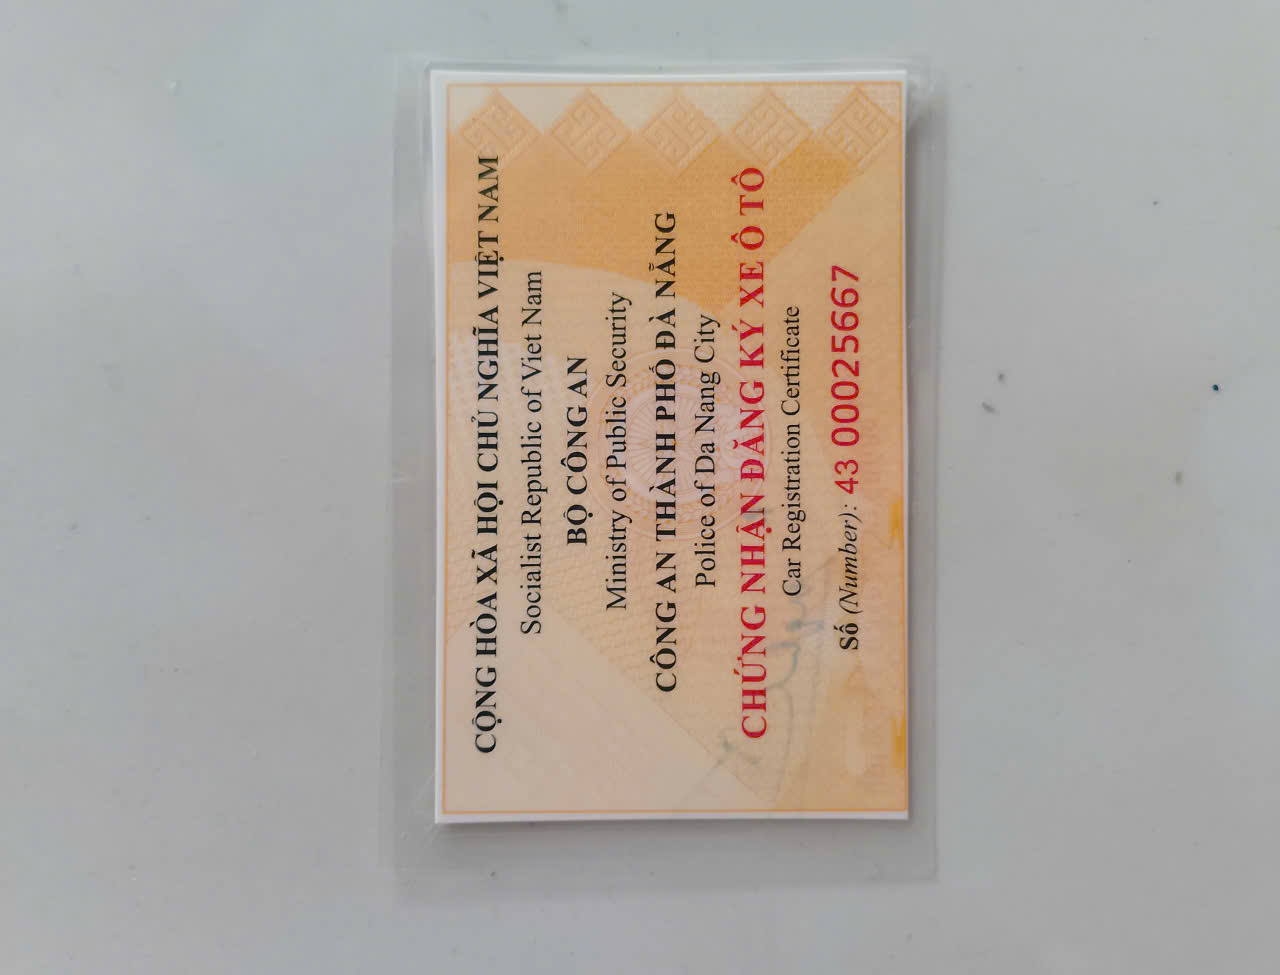 CỘNG HÒA XÃ HỘI CHỦ NGHĨA VIỆT NAM
Socialist Republic of Viet Nam
BỘ CÔNG AN
Ministry of Public Security
CÔNG AN THÀNH PHỐ ĐÀ NẴNG
Police of Da Nang City
CHỨNG NHẬN ĐĂNG KÝ XE Ô TÔ
Car Registration Certificate
Số (Number): 43 00025667